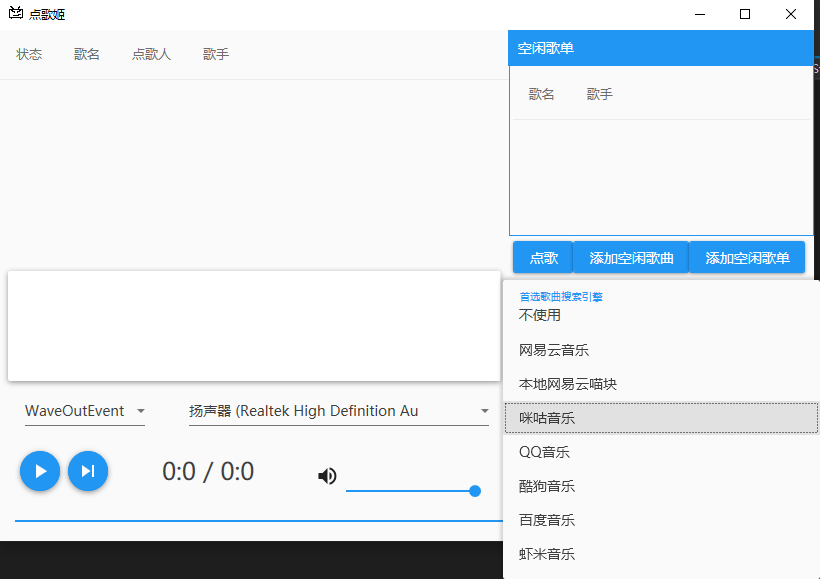 点歌姬
状态 歌名 点歌人 歌手
空闲歌单
歌名 歌手
点歌 添加空闲歌曲 添加空闲歌单
首选歌曲搜索引擎
不使用
网易云音乐
本地网易云喵块
咪咕音乐
QQ音乐
酷狗音乐
百度音乐
虾米音乐
WaveOutEvent 扬声器 (Realtek High Definition Au
0:0 / 0:0